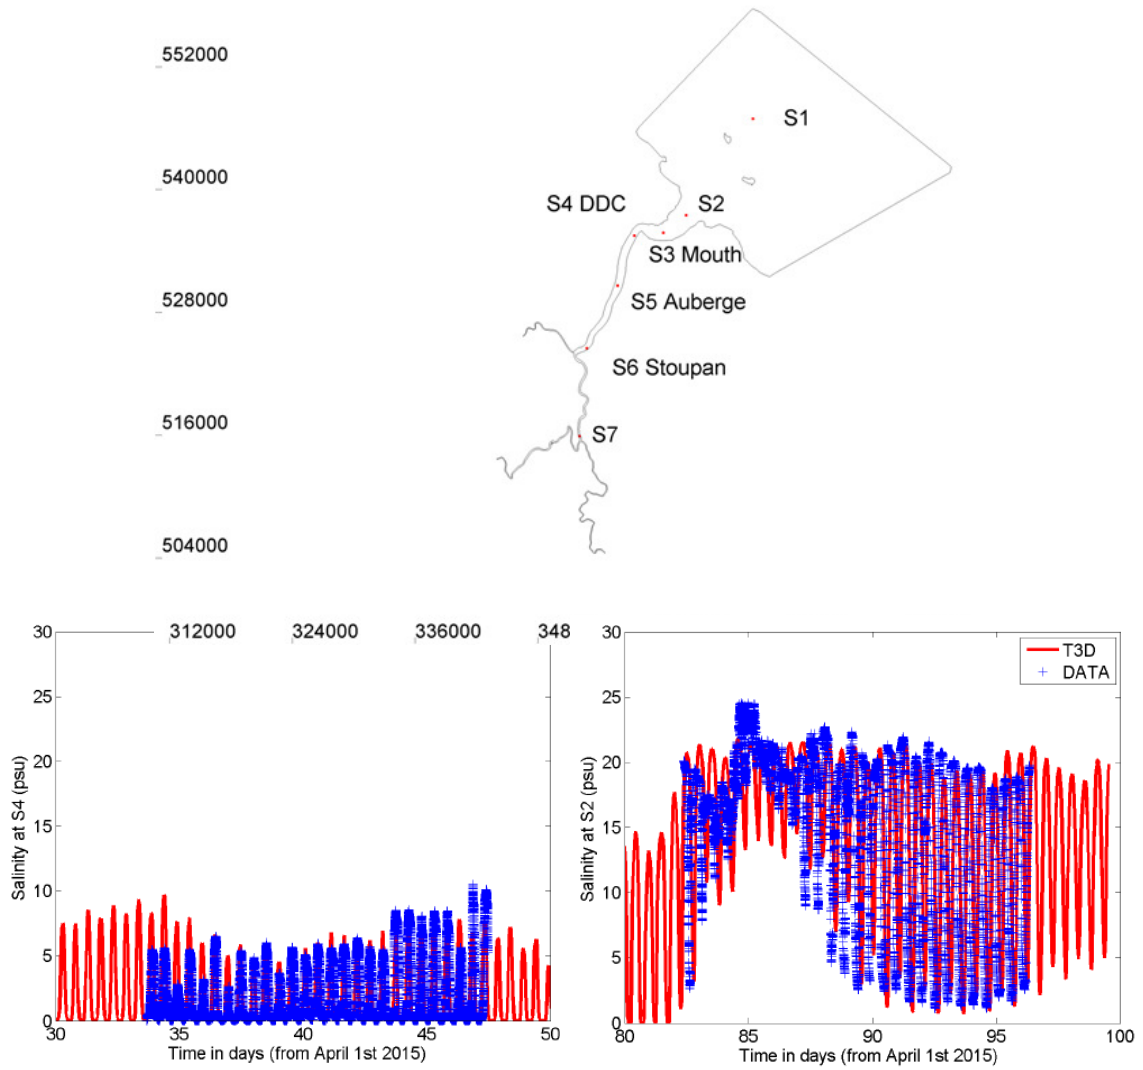 552000
S1
540000
S4 DDC
S2
S3 Mouth
528000
S5 Auberge
S6 Stoupan
516000
S7
504000
312000
324000
336000
348
30
25
20
15
10
5
0
Salinity at S4 (psu)
30
35
40
45
50
Time in days (from April 1st 2015)
30
25
20
15
10
5
0
Salinity at S2 (psu)
T3D
DATA
80
85
90
95
100
Time in days (from April 1st 2015)